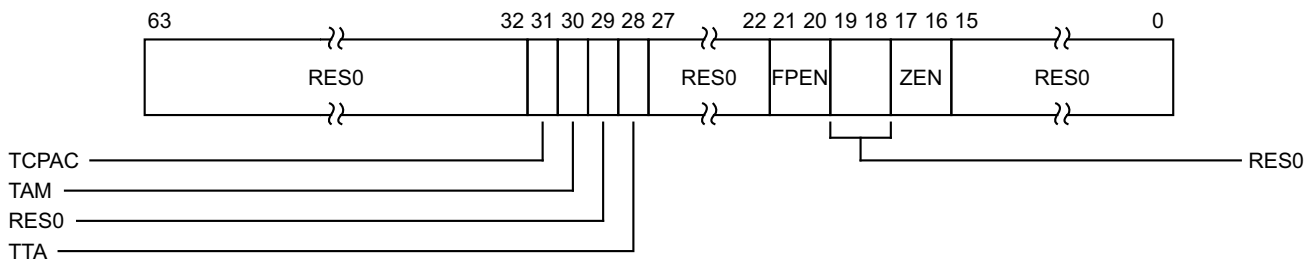 63 32 31 30 29 28 27 22 21 20 19 18 17 16 15 0
RES0 RES0 FPEN ZEN RES0
TCPAC RES0
TAM
RES0
TTA